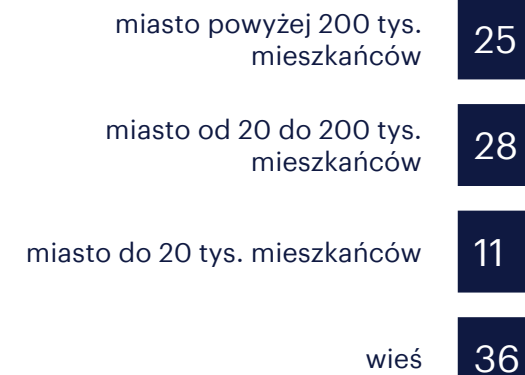 miasto powyżej 200 tys.
mieszkańców
25
miasto od 20 do 200 tys.
mieszkańców
28
miasto do 20 tys. mieszkańców
11
wieś
36